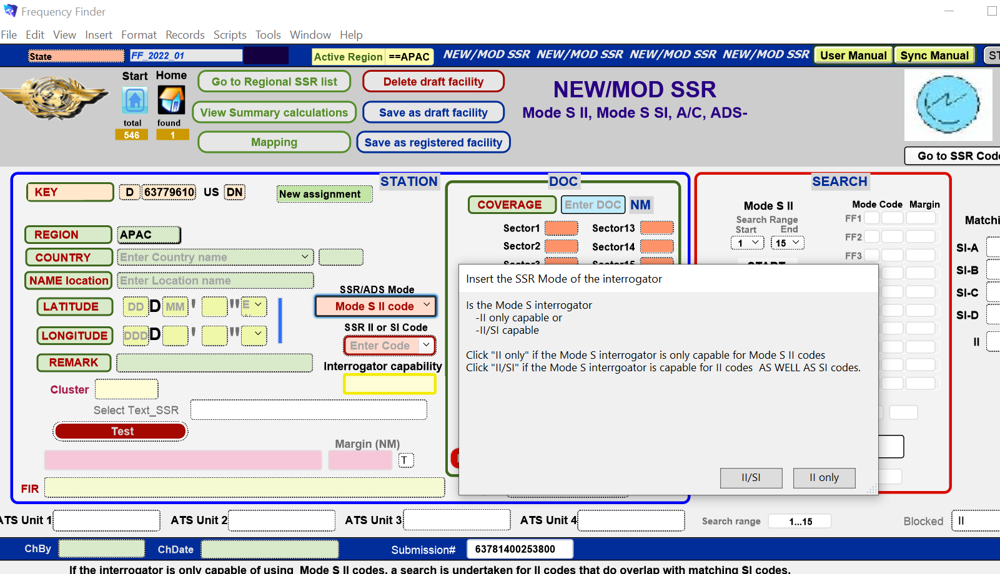 Frequency Finder
File Edit View Insert Format Records Scripts Tools Window Help
State FF_2022_01 Active Region ==APAC NEW/MOD SSR NEW/MOD SSR NEW/MOD SSR NEW/MOD SSR User Manual Sync Manual
Start Home
total found
546 1
Go to Regional SSR list
View Summary calculations
Mapping
Delete draft facility
Save as draft facility
Save as registered facility
NEW/MOD SSR
Mode S II, Mode S SI, A/C, ADS-
Go to SSR Code
STATION
KEY D 63779610 US DN New assignment
REGION APAC
COUNTRY Enter Country name
NAME location Enter Location name
LATITUDE DD D MM ' " E
LONGITUDE DDD D ' "
REMARK
Cluster
Select Text_SSR
Test
SSR/ADS Mode
Mode S II code
SSR II or SI Code
Enter Code
Interrogator capability
Margin (NM)
T
FIR
DOC
COVERAGE Enter DOC NM
Sector1 Sector13
Sector2 Sector14
Sector3 Sector15
SEARCH
Mode S II
Search Range
Start End
1 15
START
Mode Code Margin
FF1
FF2
FF3
Matchi
SI-A
SI-B
SI-C
SI-D
II
Insert the SSR Mode of the interrogator
Is the Mode S interrogator
-II only capable or
-II/SI capable
Click "II only" if the Mode S interrogator is only capable for Mode S II codes
Click "II/SI" if the Mode S interrgoator is capable for II codes AS WELL AS SI codes.
II/SI II only
ATS Unit 1 ATS Unit 2 ATS Unit 3 ATS Unit 4 Search range 1...15 Blocked II
ChBy ChDate Submission# 63781400253800
If the interrogator is only capable of using Mode S II codes, a search is undertaken for II codes that do overlap with matching SI codes.